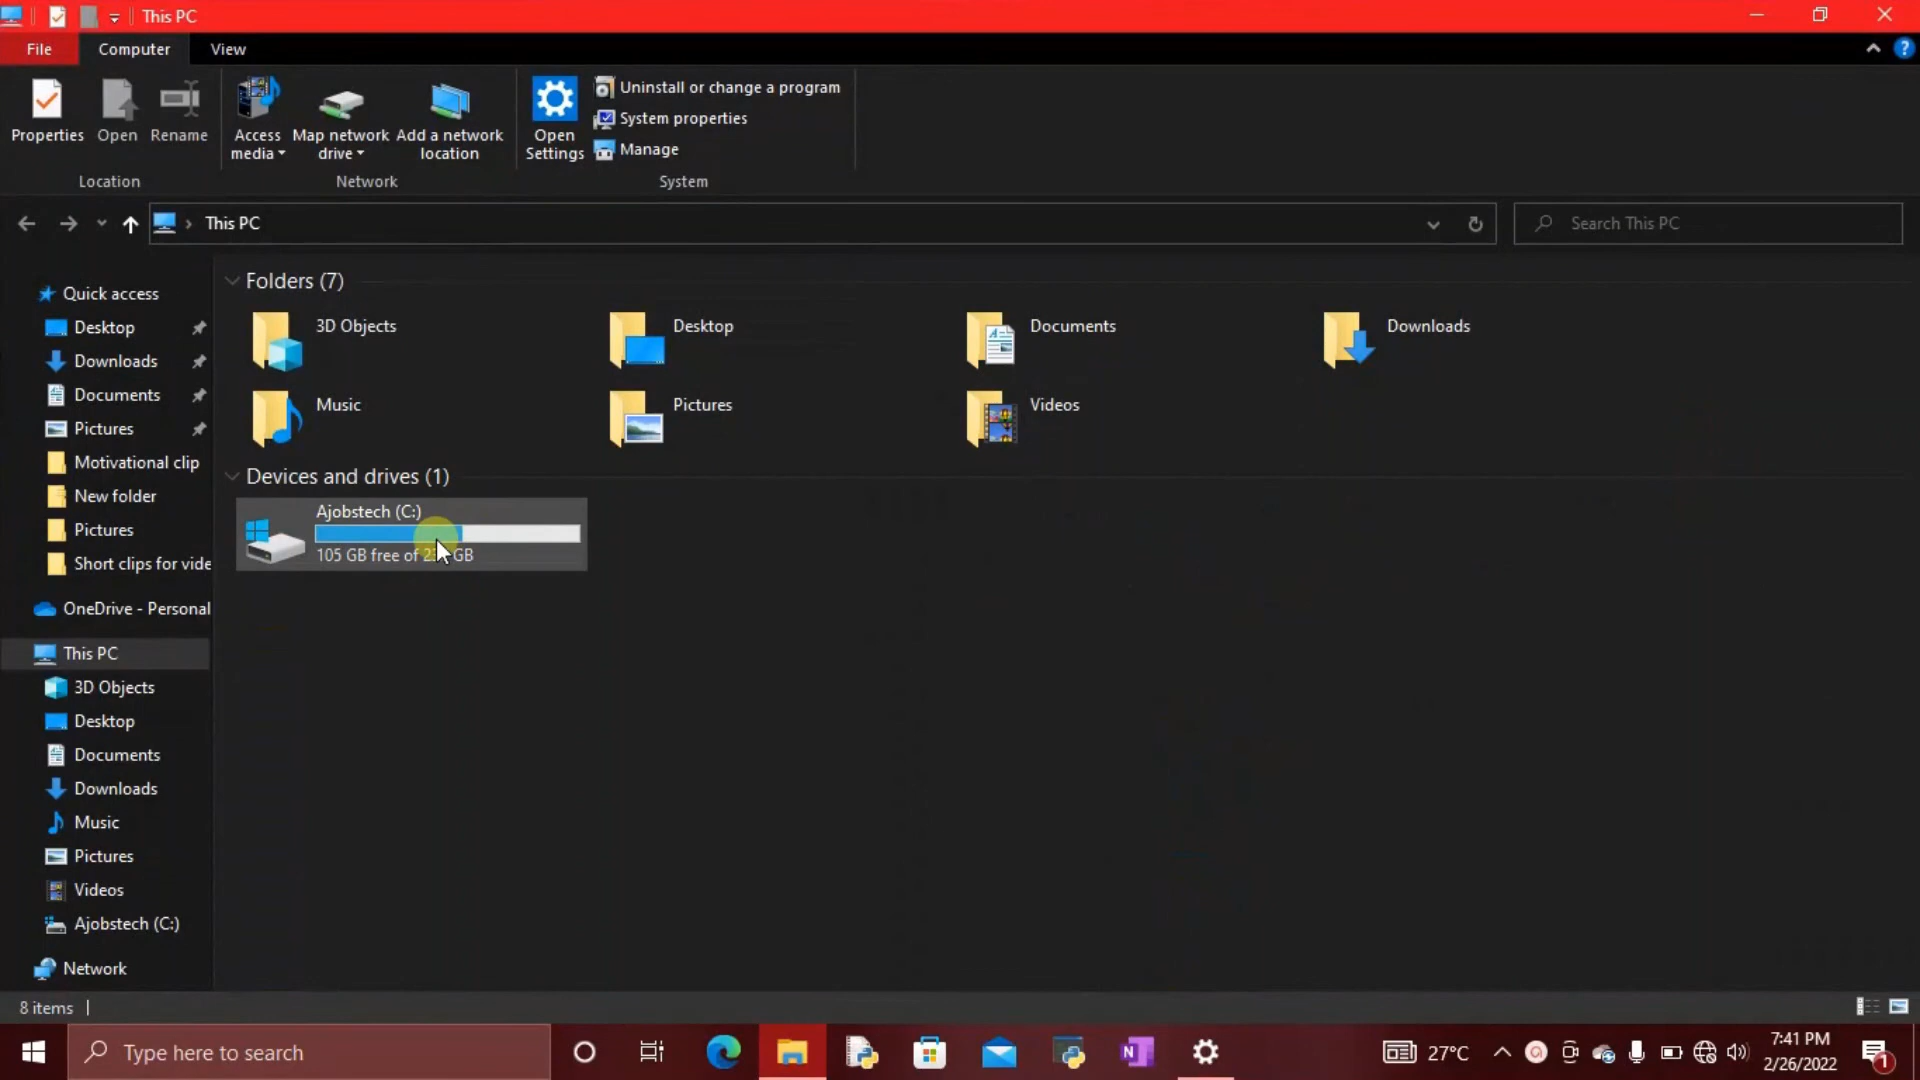 This PC
File
Computer
View
Properties
Open
Rename
Access media
Map network drive
Add a network location
Open Settings
Uninstall or change a program
System properties
Manage
Location
Network
System
This PC
Search This PC
Quick access
Desktop
Downloads
Documents
Pictures
Motivational clip
New folder
Pictures
Short clips for vide
OneDrive - Personal
This PC
3D Objects
Desktop
Documents
Downloads
Music
Pictures
Videos
Ajobstech (C:)
Network
Folders (7)
3D Objects
Desktop
Documents
Downloads
Music
Pictures
Videos
Devices and drives (1)
Ajobstech (C:)
105 GB free of GB
8 items
Type here to search
27°C
7:41 PM
2/26/2022
1